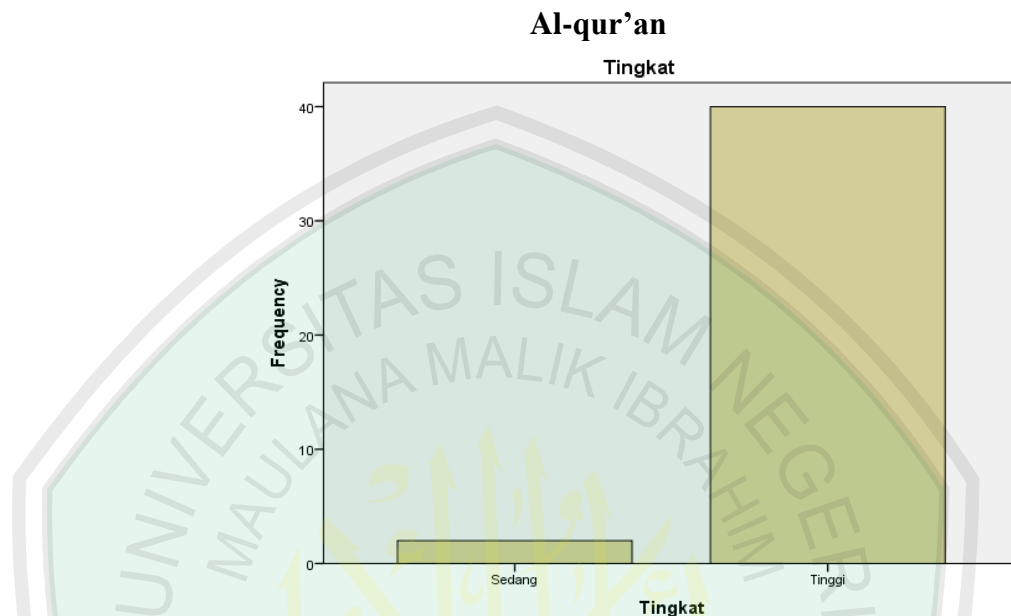 Al-qur’an
Tingkat
40
30
20
10
0
Frequency
Sedang
Tinggi
Tingkat
UNIVERSITAS ISLAM NEGERI
MAULANA MALIK IBRAHIM